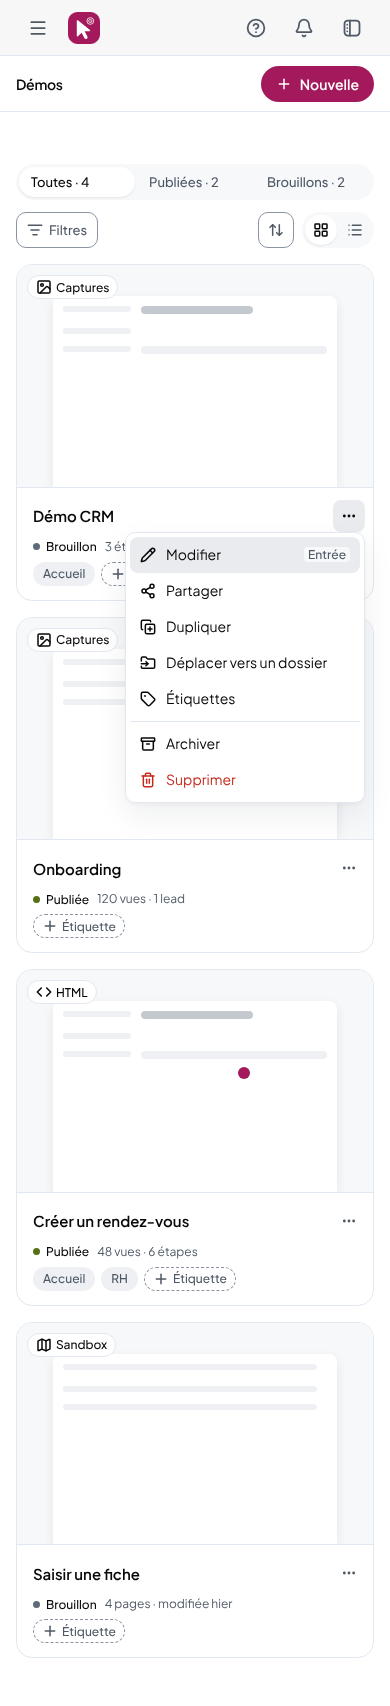 Démos
Nouvelle
Toutes · 4
Publiées · 2
Brouillons · 2
Filtres
Captures
Démo CRM
Brouillon 3 ét
Accueil
Modifier Entrée
Partager
Dupliquer
Déplacer vers un dossier
Étiquettes
Archiver
Supprimer
Captures
Onboarding
Publiée 120 vues · 1 lead
Étiquette
HTML
Créer un rendez-vous
Publiée 48 vues · 6 étapes
Accueil RH Étiquette
Sandbox
Saisir une fiche
Brouillon 4 pages · modifiée hier
Étiquette